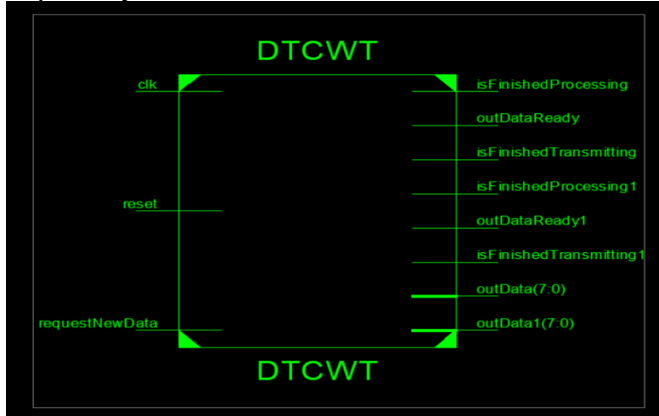 DTCWT
clk
isFinishedProcessing
outDataReady
isFinishedTransmitting
isFinishedProcessing1
reset
outDataReady1
isFinishedTransmitting1
outData(7:0)
requestNewData
outData1(7:0)
DTCWT